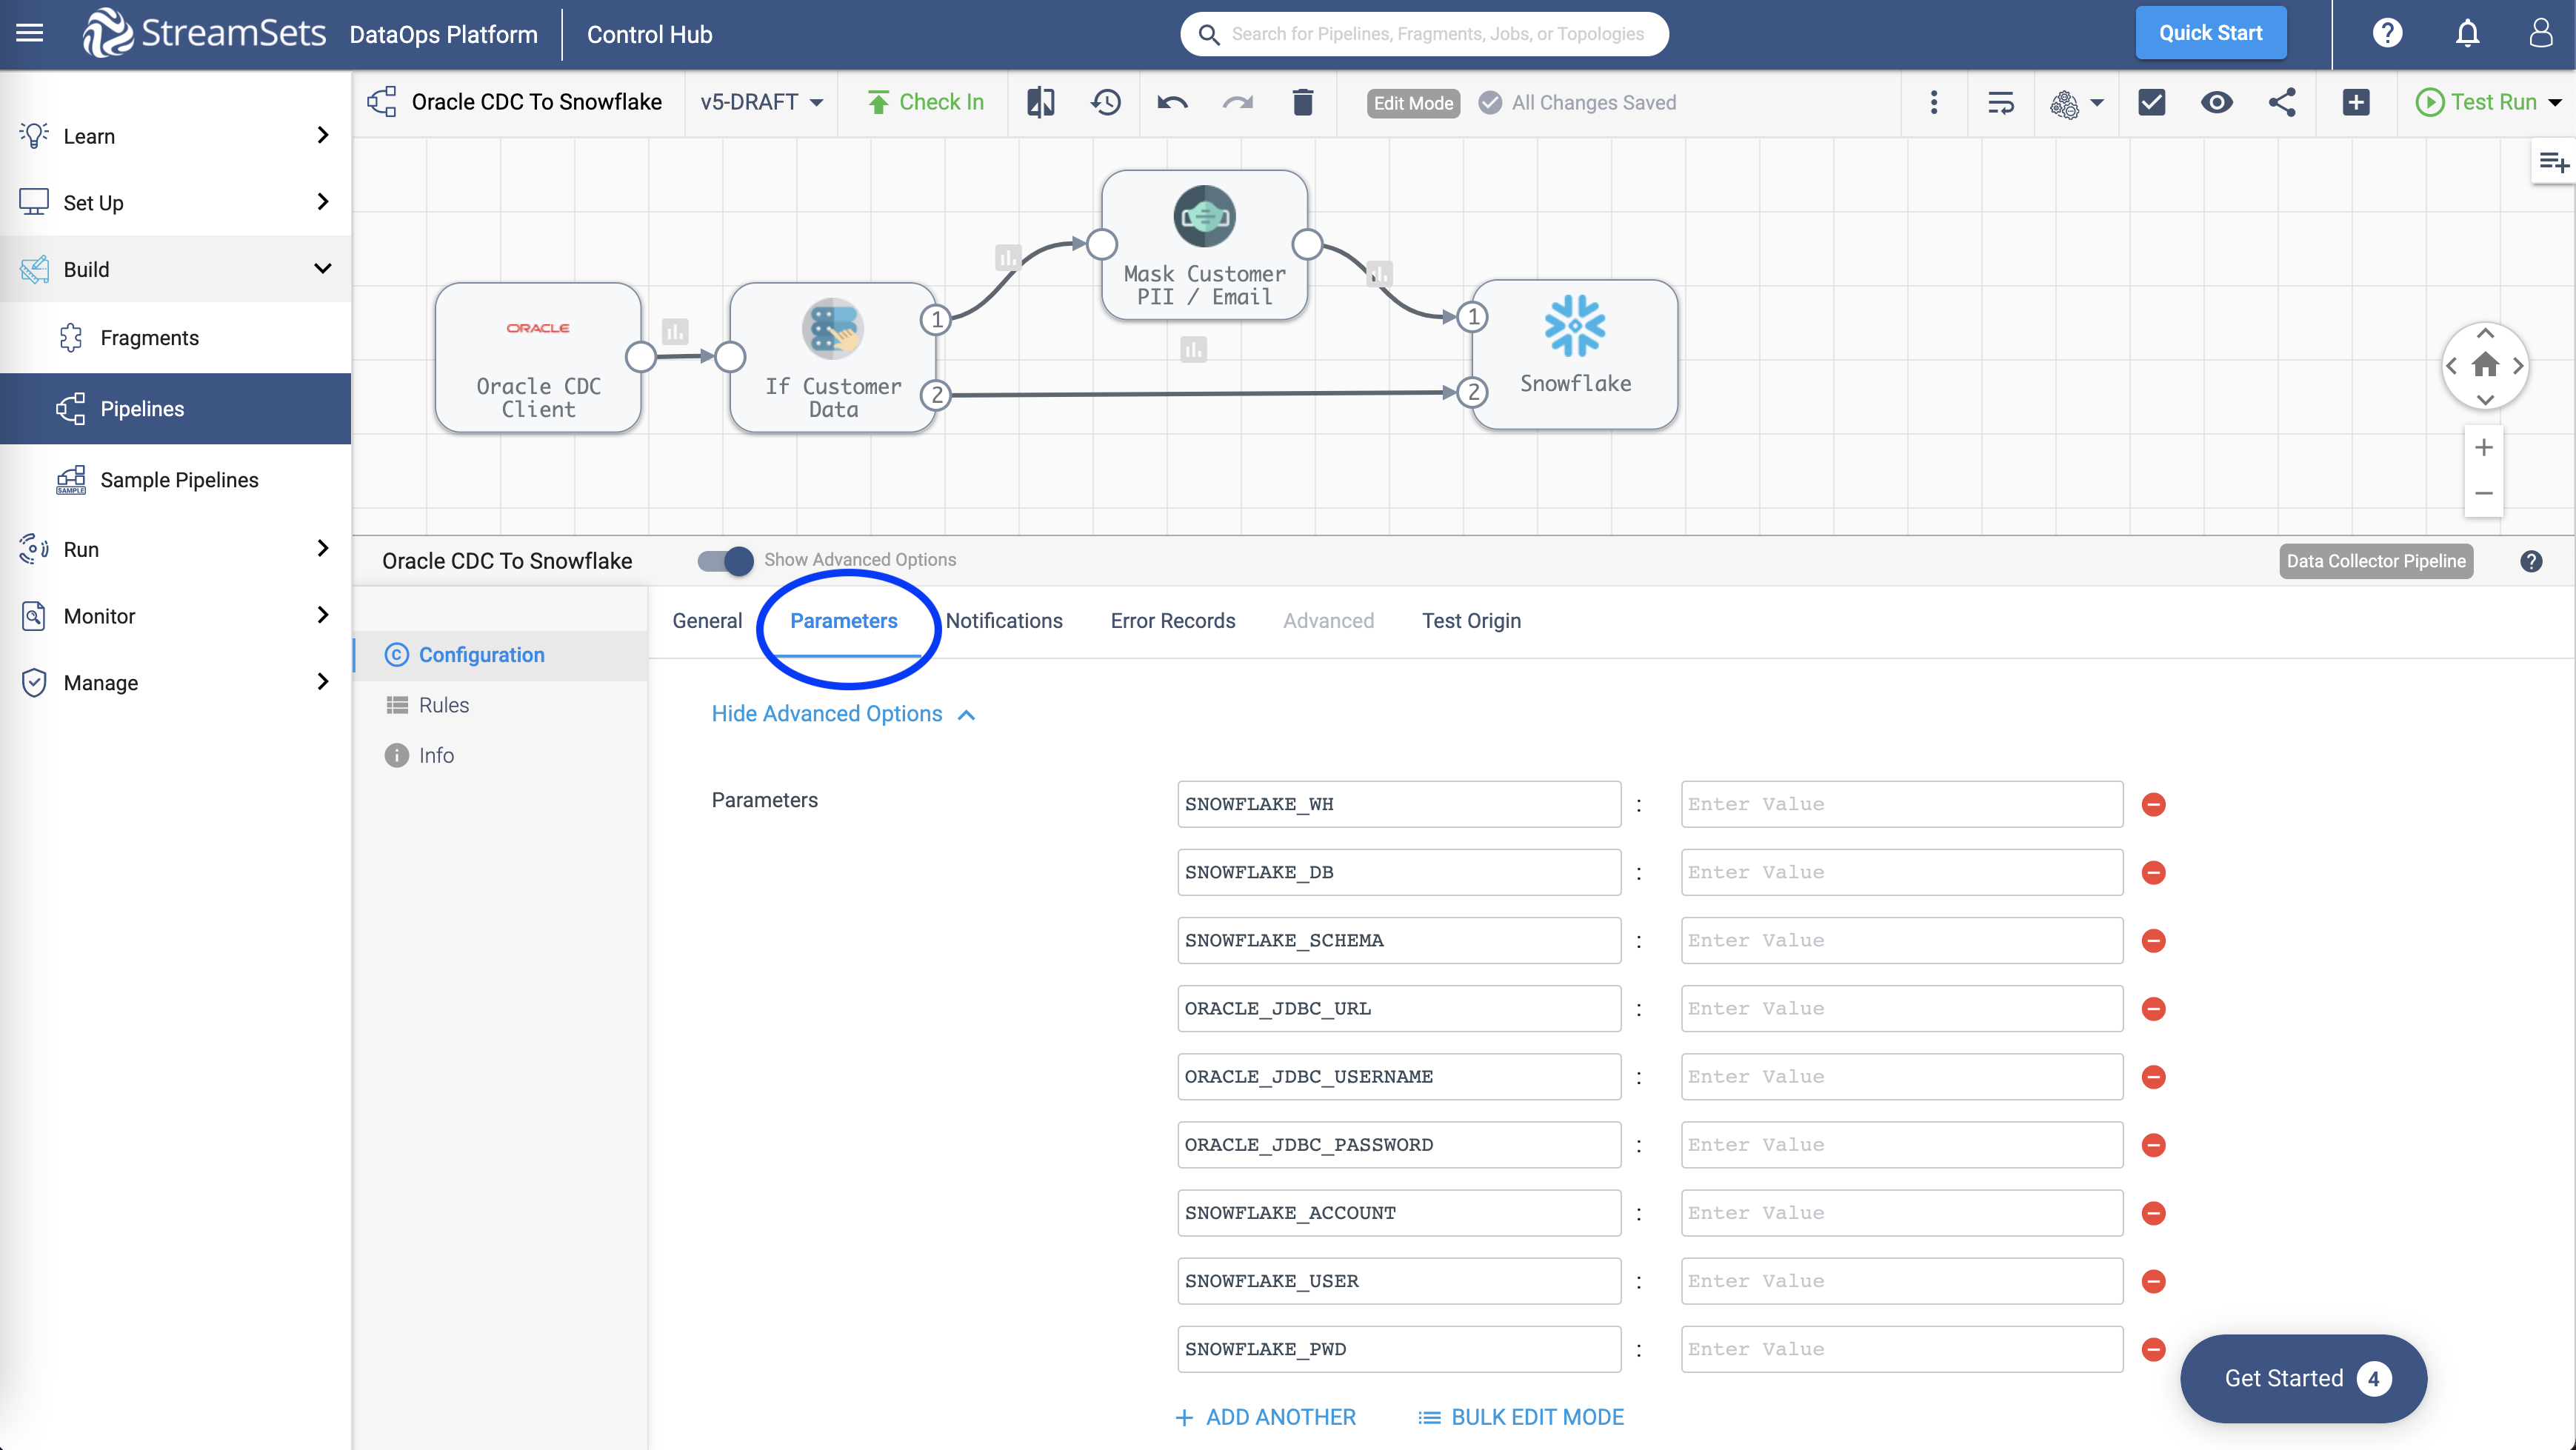 StreamSets DataOps Platform Control Hub
Search for Pipelines, Fragments, Jobs, or Topologies
Quick Start
Learn
Set Up
Build
Fragments
Pipelines
SAMPLE
Sample Pipelines
Run
Monitor
Manage
Oracle CDC To Snowflake
v5-DRAFT
Check In
Edit Mode
All Changes Saved
Test Run
ORACLE
Oracle CDC
Client
If Customer
Data
1
2
Mask Customer
PII / Email
1
2
Snowflake
Oracle CDC To Snowflake
Show Advanced Options
Data Collector Pipeline
Configuration
Rules
Info
General
Parameters
Notifications
Error Records
Advanced
Test Origin
Hide Advanced Options
Parameters
SNOWFLAKE_WH : Enter Value
SNOWFLAKE_DB : Enter Value
SNOWFLAKE_SCHEMA : Enter Value
ORACLE_JDBC_URL : Enter Value
ORACLE_JDBC_USERNAME : Enter Value
ORACLE_JDBC_PASSWORD : Enter Value
SNOWFLAKE_ACCOUNT : Enter Value
SNOWFLAKE_USER : Enter Value
SNOWFLAKE_PWD : Enter Value
+ ADD ANOTHER
BULK EDIT MODE
Get Started 4